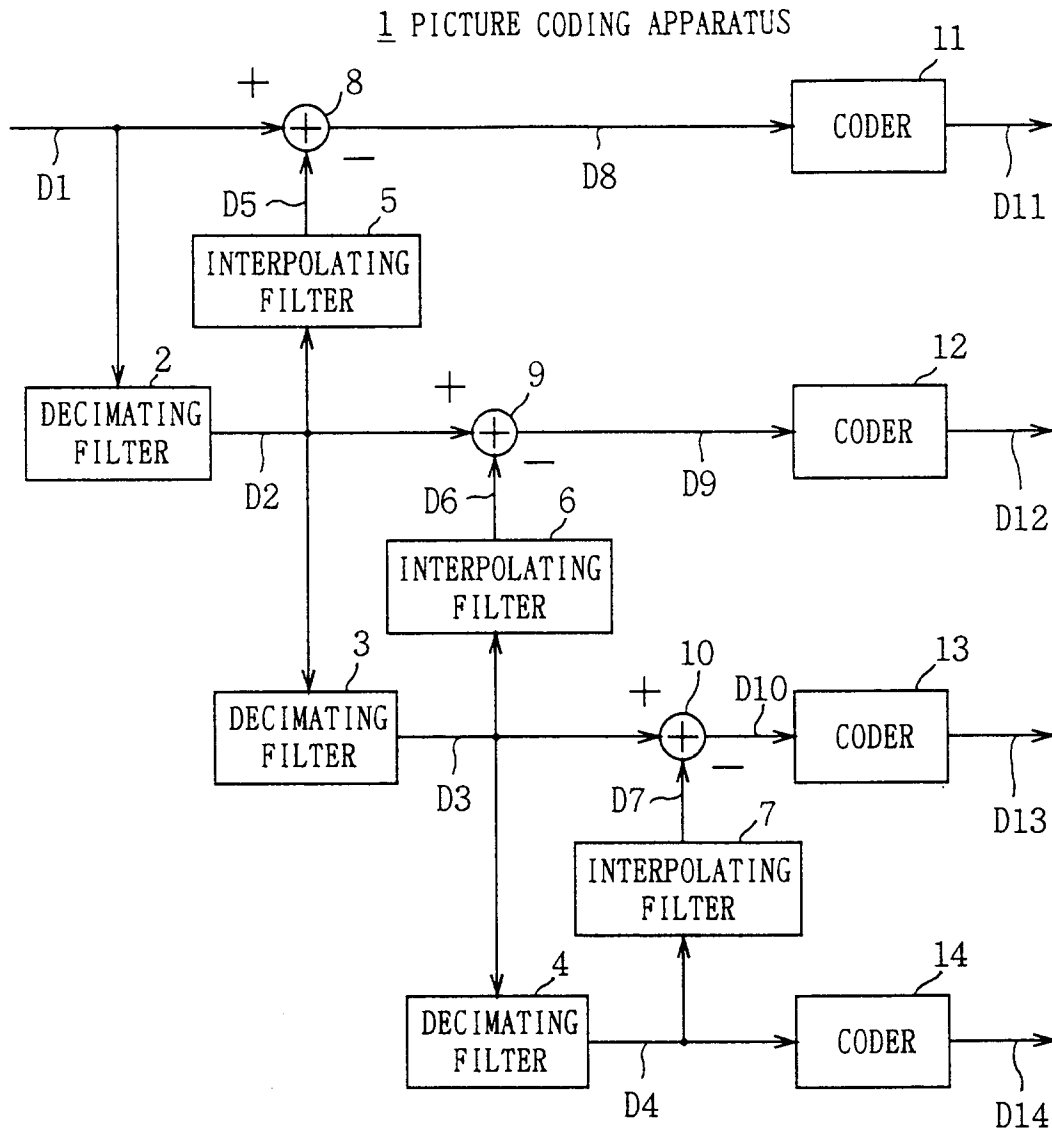 1 PICTURE CODING APPARATUS
11
+
8
CODER
+
−
D1
D8
D11
D5
5
INTERPOLATING
FILTER
2
12
+
9
DECIMATING
FILTER
CODER
+
−
D2
D9
D12
D6
6
INTERPOLATING
FILTER
3
10
13
+
D10
DECIMATING
FILTER
CODER
+
−
D3
D13
D7
7
INTERPOLATING
FILTER
4
14
DECIMATING
FILTER
CODER
D4
D14